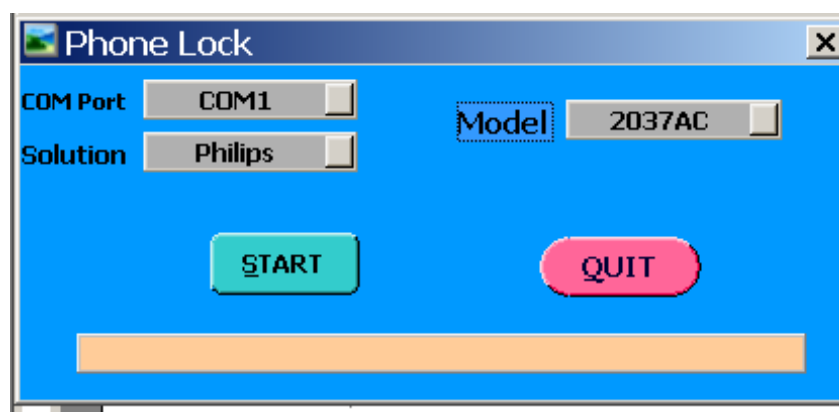 Phone Lock
COM Port COM1
Model 2037AC
Solution Philips
START QUIT